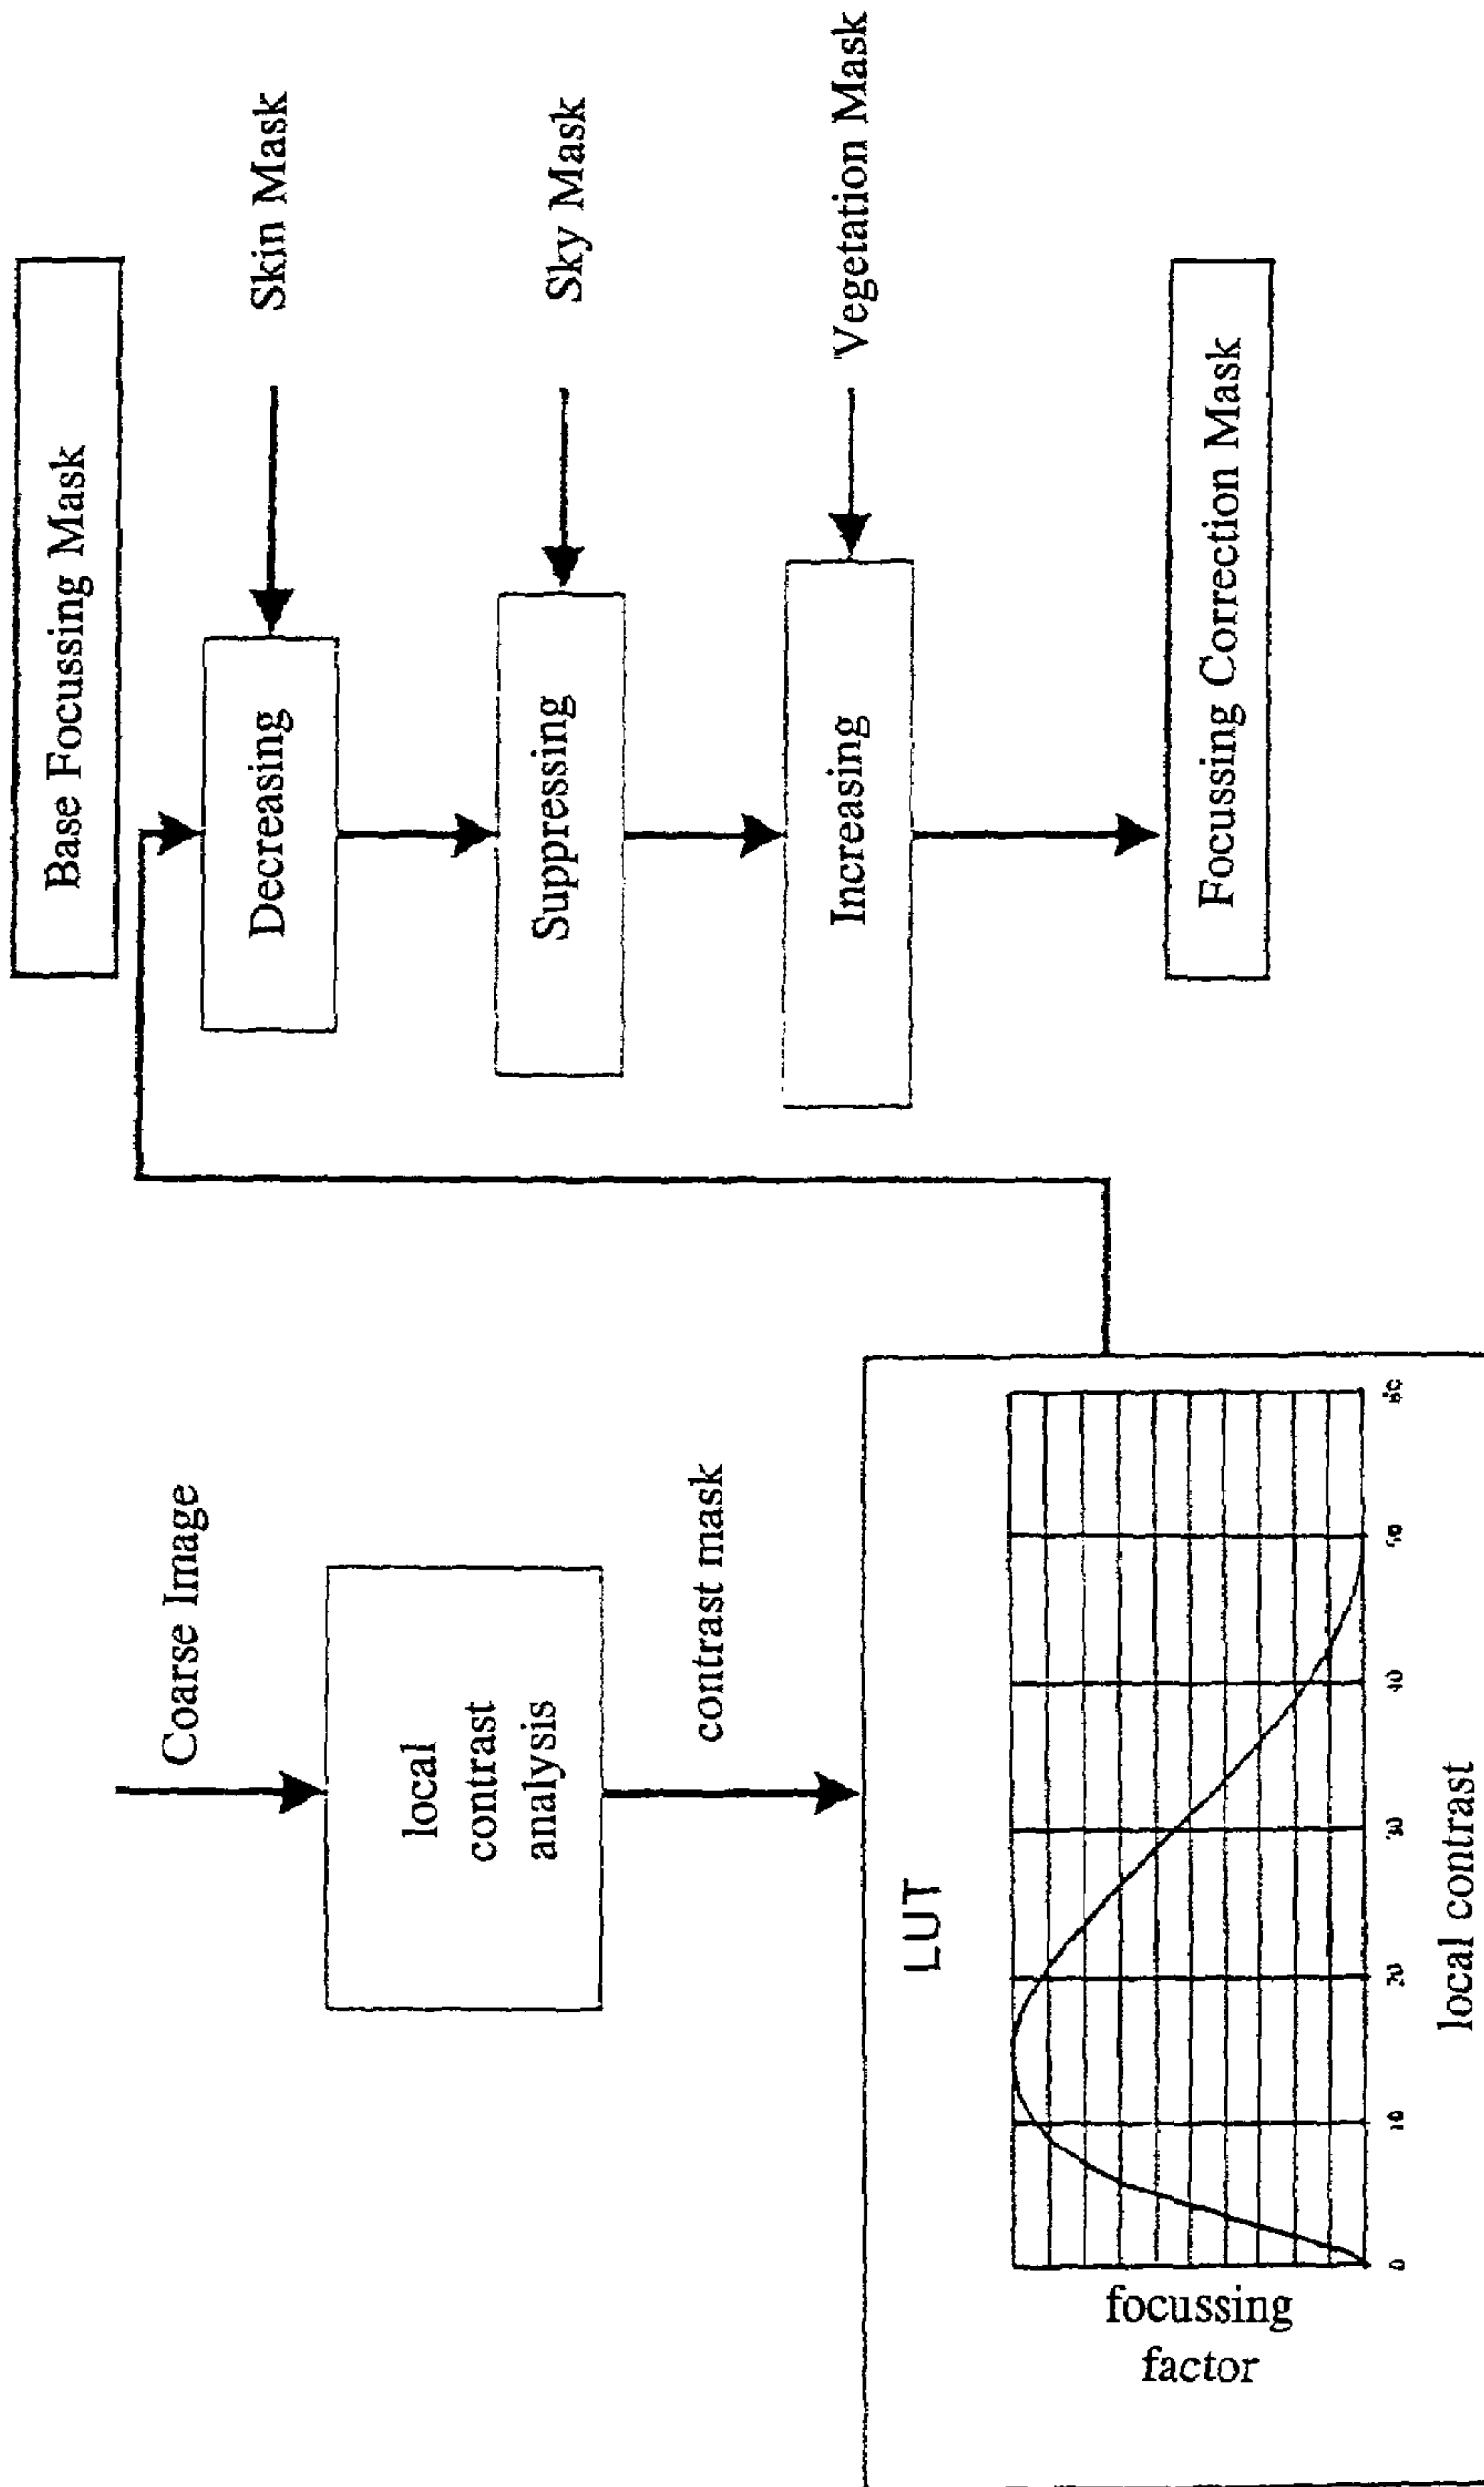 Coarse Image
local
contrast
analysis
contrast mask
LUT
focussing
factor
0
10
20
30
40
local contrast
Base Focussing Mask
Decreasing
Skin Mask
Suppressing
Sky Mask
Increasing
Vegetation Mask
Focussing Correction Mask